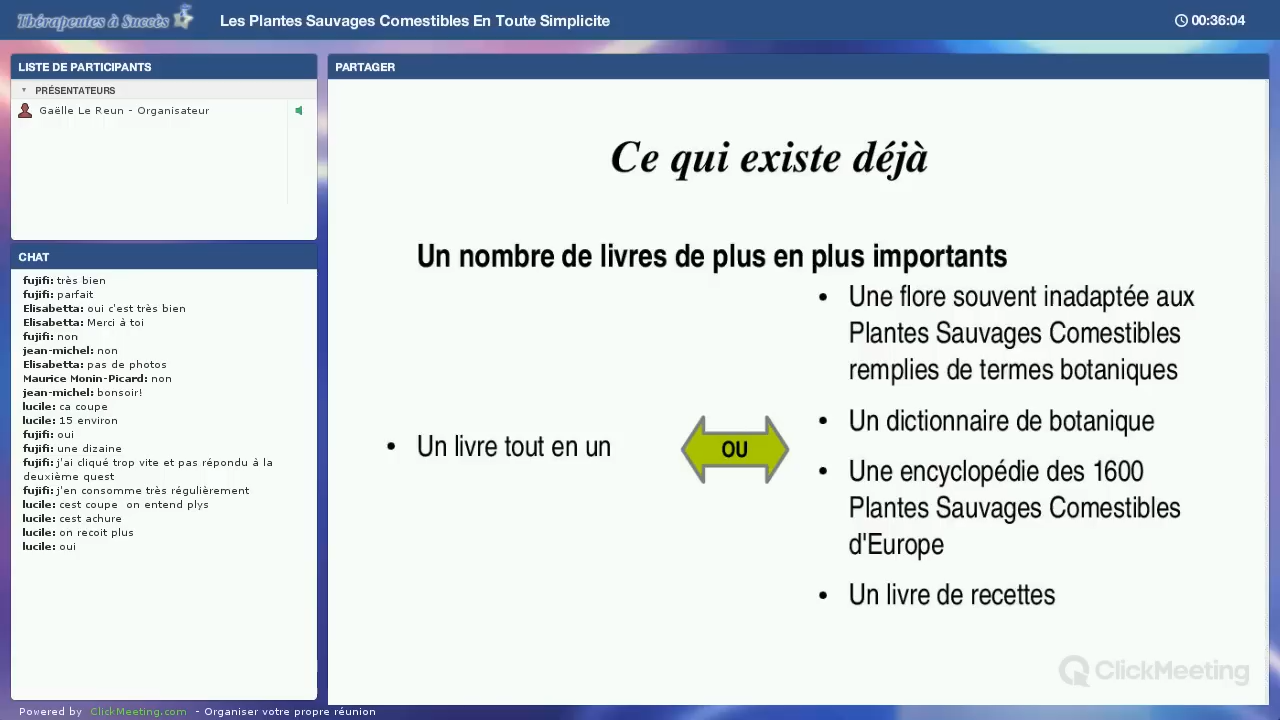 Thérapeutes à Succès
Les Plantes Sauvages Comestibles En Toute Simplicite
00:36:04
LISTE DE PARTICIPANTS
PRÉSENTATEURS
Gaëlle Le Reun - Organisateur
CHAT
fujifi: très bien
fujifi: parfait
Elisabetta: oui c'est très bien
Elisabetta: Merci à toi
fujifi: non
jean-michel: non
Elisabetta: pas de photos
Maurice Monin-Picard: non
jean-michel: bonsoir!
lucile: ca coupe
lucile: 15 environ
fujifi: oui
fujifi: une dizaine
fujifi: j'ai cliqué trop vite et pas répondu à la
deuxième quest
fujifi: j'en consomme très régulièrement
lucile: cest coupe on entend plys
lucile: cest achure
lucile: on recoit plus
lucile: oui
PARTAGER
Ce qui existe déjà
Un nombre de livres de plus en plus importants
• Un livre tout en un
OU
• Une flore souvent inadaptée aux
Plantes Sauvages Comestibles
remplies de termes botaniques
• Un dictionnaire de botanique
• Une encyclopédie des 1600
Plantes Sauvages Comestibles
d'Europe
• Un livre de recettes
ClickMeeting
Powered by ClickMeeting.com - Organiser votre propre réunion